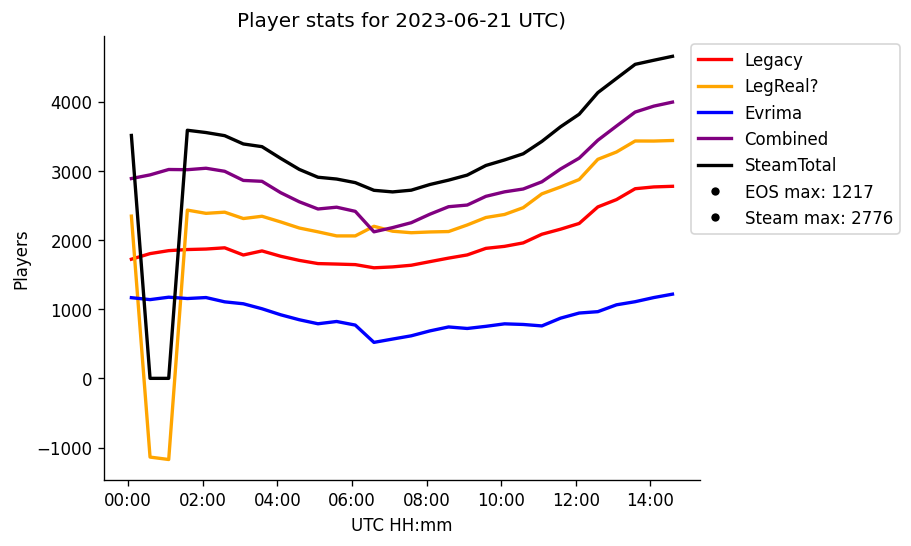 Player stats for 2023-06-21 UTC)
Legacy
LegReal?
Evrima
Combined
SteamTotal
EOS max: 1217
Steam max: 2776
Players
4000
3000
2000
1000
0
−1000
00:00 02:00 04:00 06:00 08:00 10:00 12:00 14:00
UTC HH:mm